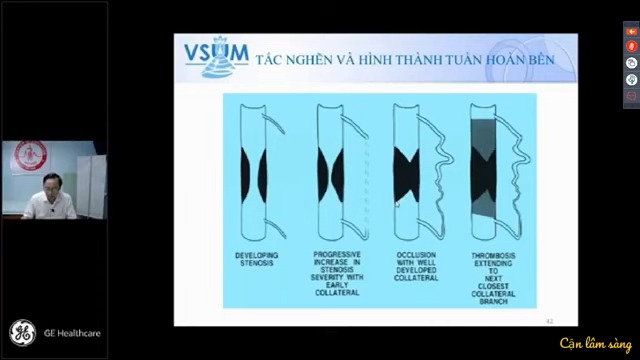 VSUM
TẮC NGHẼN VÀ HÌNH THÀNH TUẦN HOÀN BÊN
DEVELOPING
STENOSIS
PROGRESSIVE
INCREASE IN
STENOSIS
SEVERITY WITH
EARLY
COLLATERAL
OCCLUSION
WITH WELL
DEVELOPED
COLLATERAL
THROMBOSIS
EXTENDING
TO
NEXT
CLOSEST
COLLATERAL
BRANCH
GE Healthcare
Cận lâm sàng